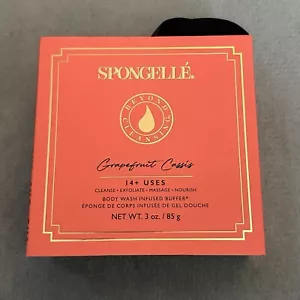 SPONGELLÉ.
BEYOND
CLEANSING
Grapefruit Cassis
14+ USES
CLEANSE • EXFOLIATE • MASSAGE • NOURISH
BODY WASH INFUSED BUFFER®
ÉPONGE DE CORPS INFUSÉE DE GEL DOUCHE
NET WT. 3 oz. / 85 g